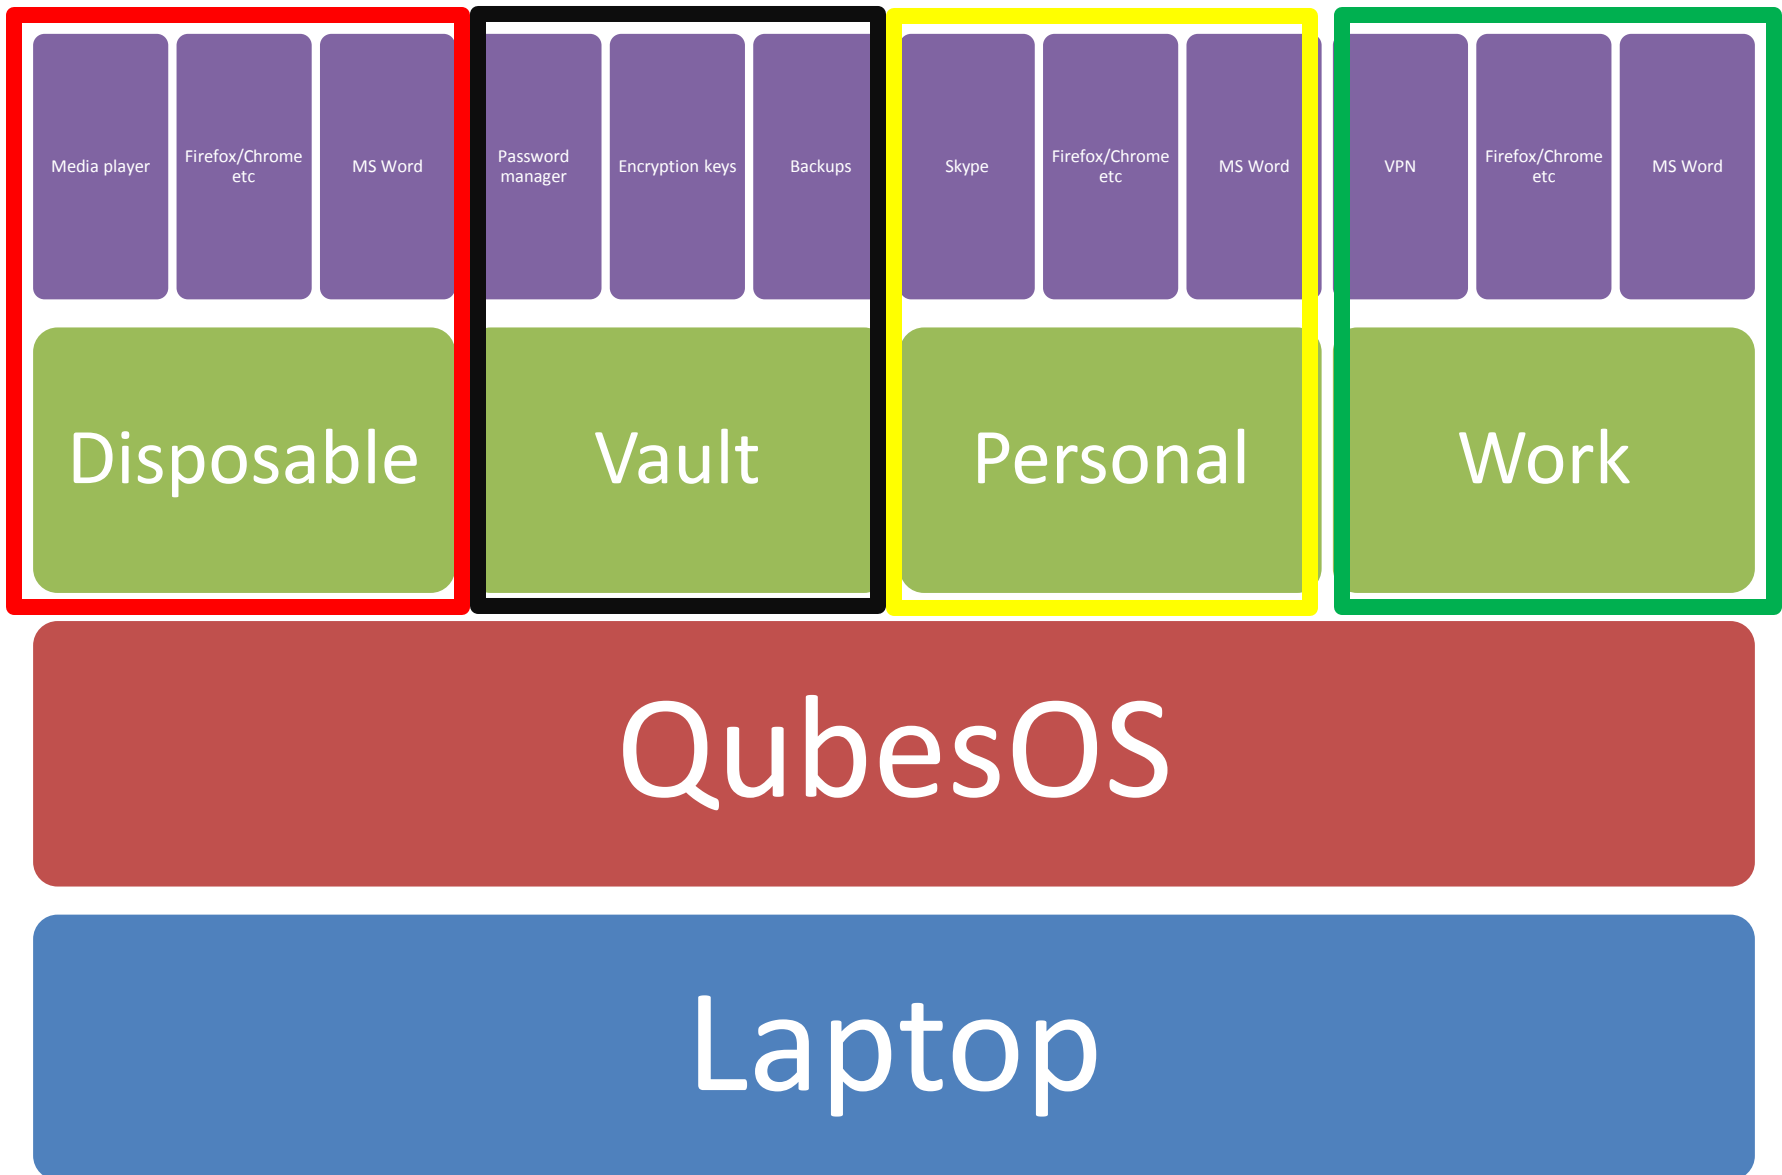 Media player
Firefox/Chrome
etc
MS Word
Password
manager
Encryption keys
Backups
Skype
Firefox/Chrome
etc
MS Word
VPN
Firefox/Chrome
etc
MS Word
Disposable
Vault
Personal
Work
QubesOS
Laptop